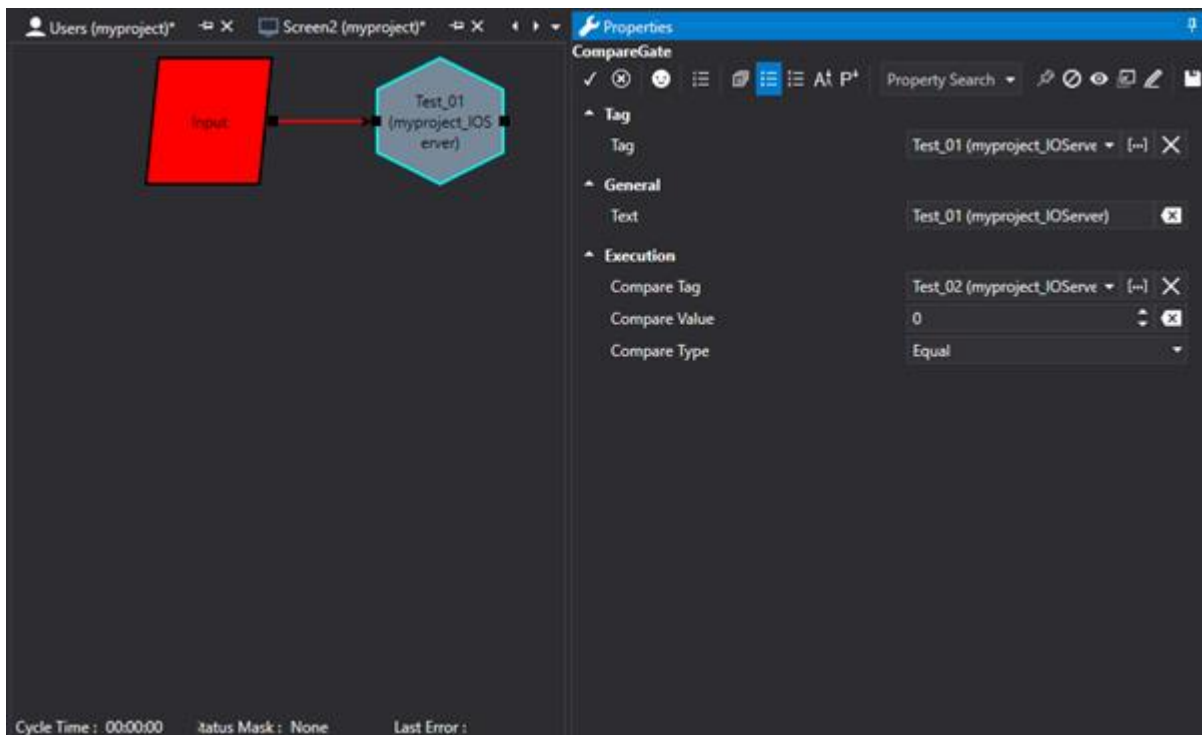 Users (myproject)*
Screen2 (myproject)*
Properties
CompareGate
Property Search
Input
Test_01
(myproject_IOS
erver)
Tag
Tag Test_01 (myproject_IOServe
General
Text Test_01 (myproject_IOServer)
Execution
Compare Tag Test_02 (myproject_IOServe
Compare Value 0
Compare Type Equal
Cycle Time : 00:00:00 tatus Mask : None Last Error :